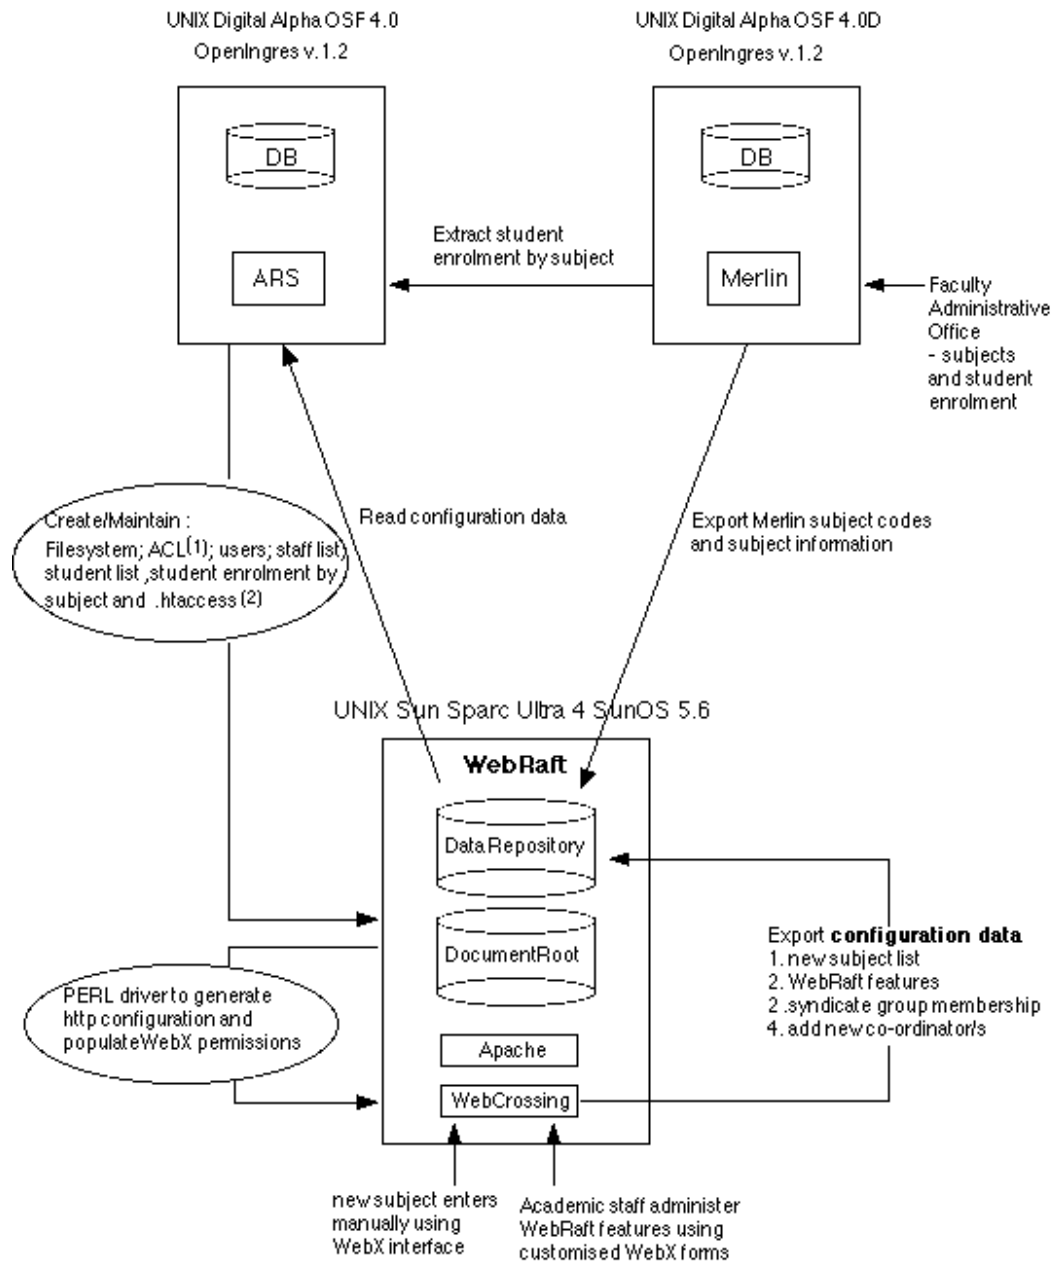 UNIX Digital Alpha OSF 4.0
OpenIngres v.1.2
UNIX Digital Alpha OSF 4.0D
OpenIngres v.1.2
DB
DB
Extract student
enrolment by subject
ARS
Merlin
Faculty
Administrative
Office
- subjects
and student
enrolment
Create/Maintain :
Filesystem; ACL(1); users; staff list;
student list ,student enrolment by
subject and .htaccess (2)
Read configuration data
Export Merlin subject codes
and subject information
UNIX Sun Sparc Ultra 4 SunOS 5.6
WebRaft
Data Repository
DocumentRoot
Export configuration data
1. new subject list
2. WebRaft features
2 .syndicate group membership
4. add new co-ordinator/s
PERL driver to generate
http configuration and
populate WebX permissions
Apache
WebCrossing
new subject enters
manually using
WebX interface
Academic staff administer
WebRaft features using
customised WebX forms